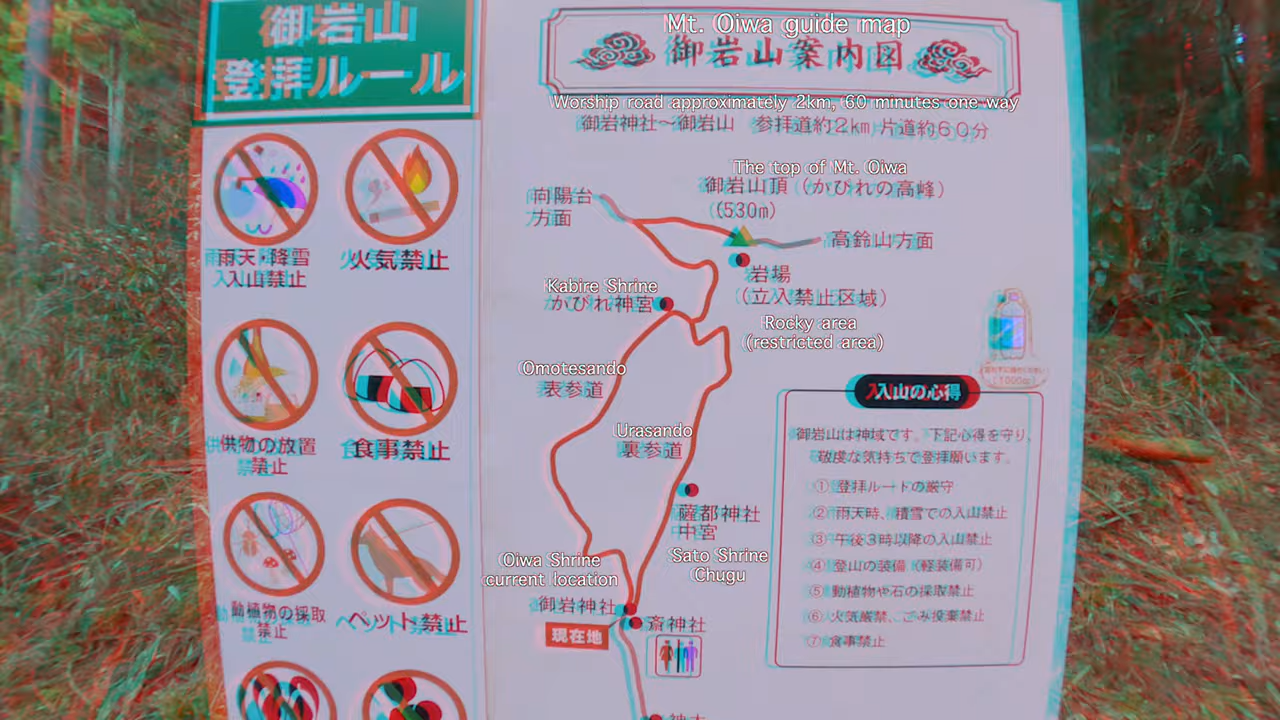 御岩山
登拝ルール
雨天・降雪
入山禁止
火気禁止
供物の放置
禁止
食事禁止
動植物の採取
禁止
ペット禁止
Mt. Oiwa guide map
御岩山案内図
Worship road approximately 2km, 60 minutes one way
御岩神社～御岩山 参拝道約2km 片道約60分
The top of Mt. Oiwa
御岩山頂（かびれの高峰）
（530m）
向陽台
方面
高鈴山方面
岩場
（立入禁止区域）
Rocky area
(restricted area)
Kabire Shrine
かびれ神宮
Omotesando
表参道
Urasando
裏参道
薩都神社
中宮
Sato Shrine
Chugu
Oiwa Shrine
current location
御岩神社
現在地
斎神社
（1000円）
入山の心得
御岩山は神域です。下記心得を守り、
敬虔な気持ちで登拝願います。
① 登拝ルートの厳守
② 雨天時、積雪での入山禁止
③ 午後3時以降の入山禁止
④ 登山の装備（軽装備可）
⑤ 動植物や石の採取禁止
⑥ 火気厳禁、ごみ投棄禁止
⑦ 食事禁止